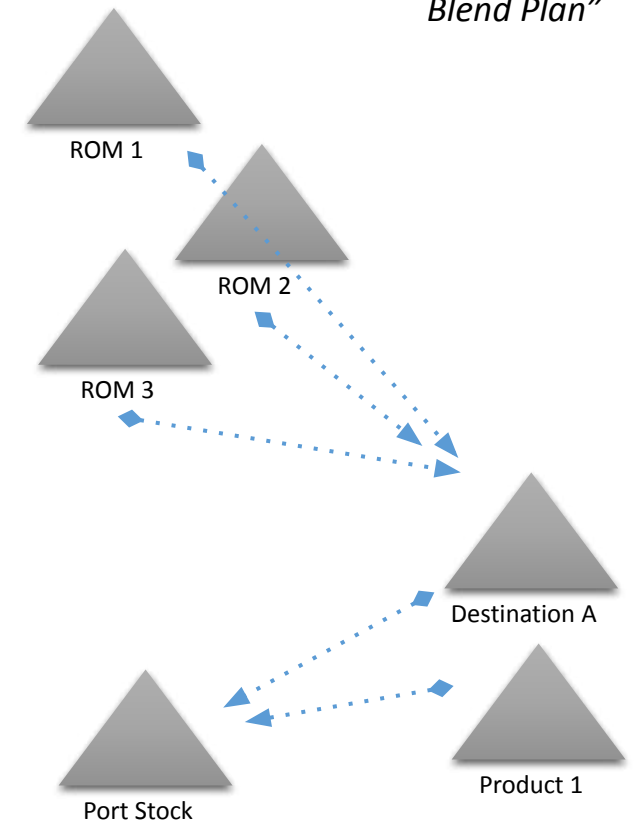 Blend Plan”
ROM 1
ROM 2
ROM 3
Destination A
Product 1
Port Stock